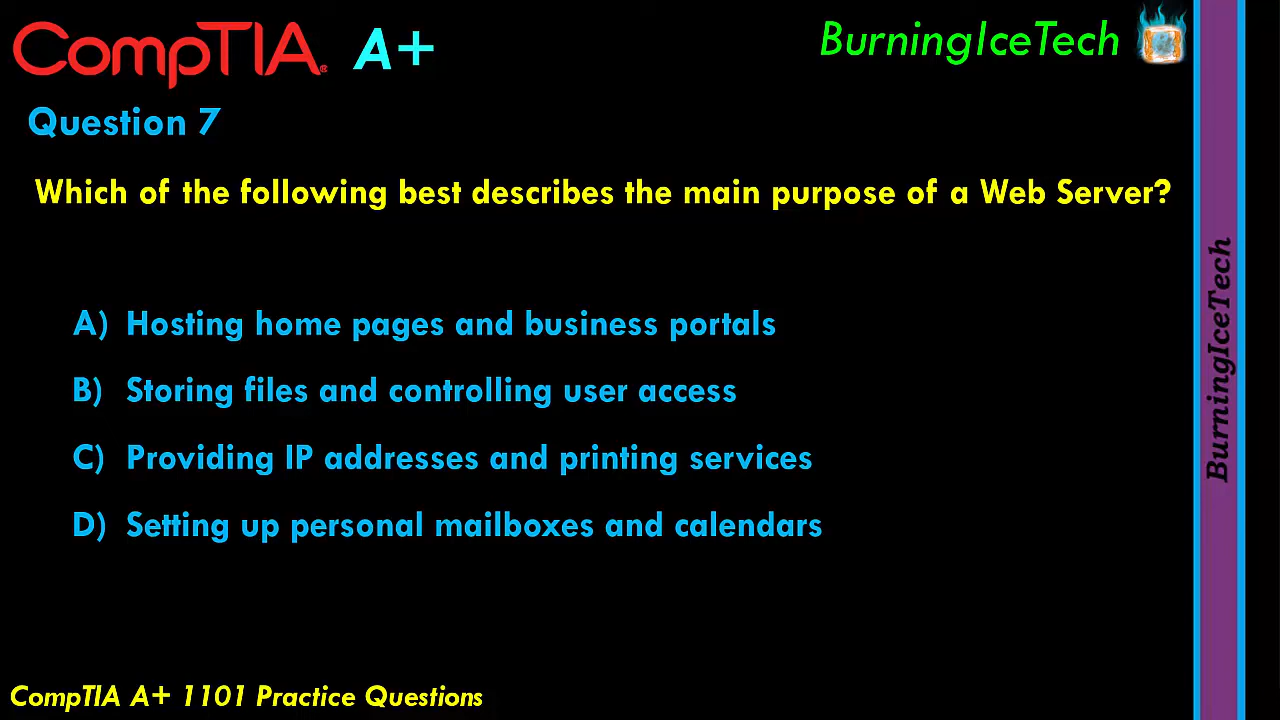 CompTIA® A+
BurningIceTech
Question 7
Which of the following best describes the main purpose of a Web Server?
A) Hosting home pages and business portals
B) Storing files and controlling user access
C) Providing IP addresses and printing services
D) Setting up personal mailboxes and calendars
BurningIceTech
CompTIA A+ 1101 Practice Questions